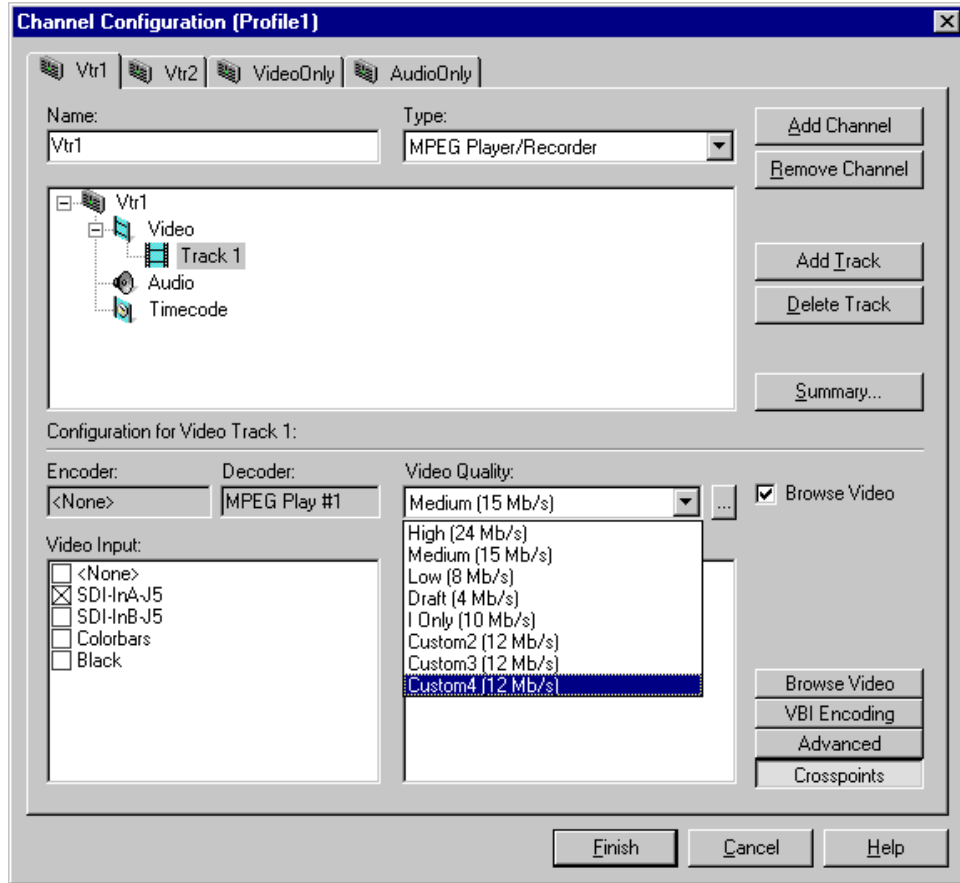 Channel Configuration (Profile1)
Vtr1
Vtr2
VideoOnly
AudioOnly
Name:
Type:
Vtr1
MPEG Player/Recorder
Add Channel
Remove Channel
Vtr1
Video
Track 1
Audio
Timecode
Add Track
Delete Track
Summary...
Configuration for Video Track 1:
Encoder:
Decoder:
Video Quality:
<None>
MPEG Play #1
Medium (15 Mb/s)
...
Browse Video
High (24 Mb/s)
Medium (15 Mb/s)
Low (8 Mb/s)
Draft (4 Mb/s)
I Only (10 Mb/s)
Custom2 (12 Mb/s)
Custom3 (12 Mb/s)
Custom4 (12 Mb/s)
Video Input:
<None>
SDI-InA-J5
SDI-InB-J5
Colorbars
Black
Browse Video
VBI Encoding
Advanced
Crosspoints
Finish
Cancel
Help